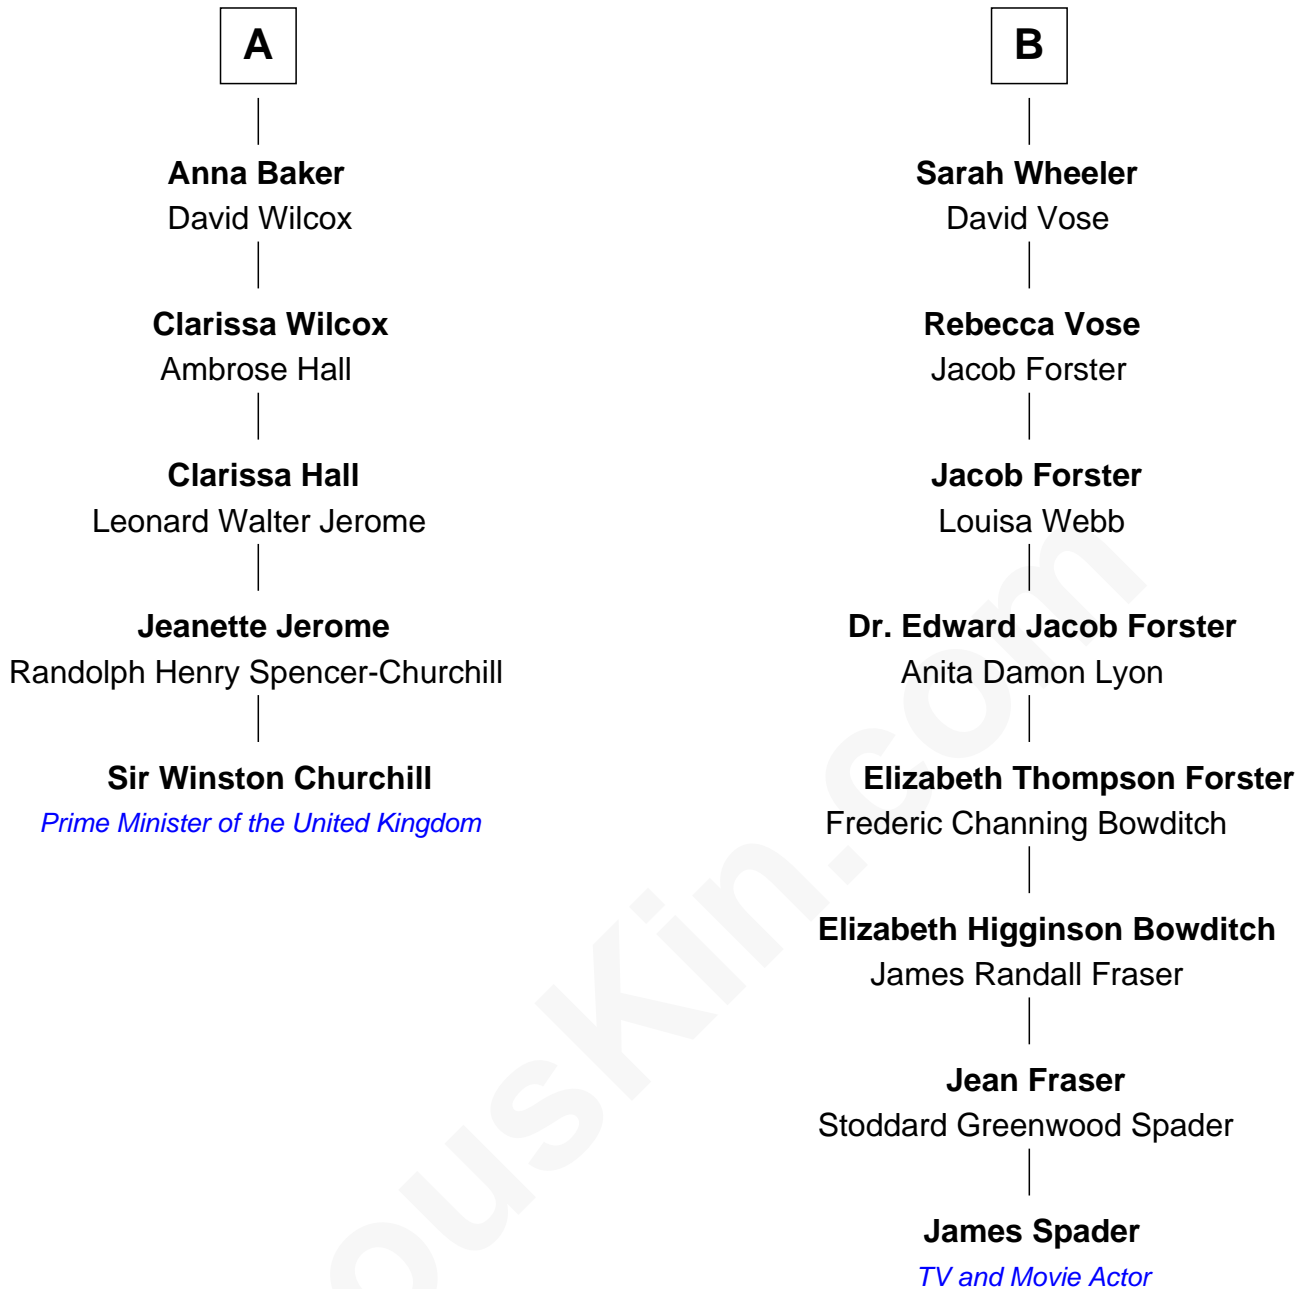 A
Anna Baker
David Wilcox
Clarissa Wilcox
Ambrose Hall
Clarissa Hall
Leonard Walter Jerome
Jeanette Jerome
Randolph Henry Spencer-Churchill
Sir Winston Churchill
Prime Minister of the United Kingdom
B
Sarah Wheeler
David Vose
Rebecca Vose
Jacob Forster
Jacob Forster
Louisa Webb
Dr. Edward Jacob Forster
Anita Damon Lyon
Elizabeth Thompson Forster
Frederic Channing Bowditch
Elizabeth Higginson Bowditch
James Randall Fraser
Jean Fraser
Stoddard Greenwood Spader
James Spader
TV and Movie Actor
ousKin.com